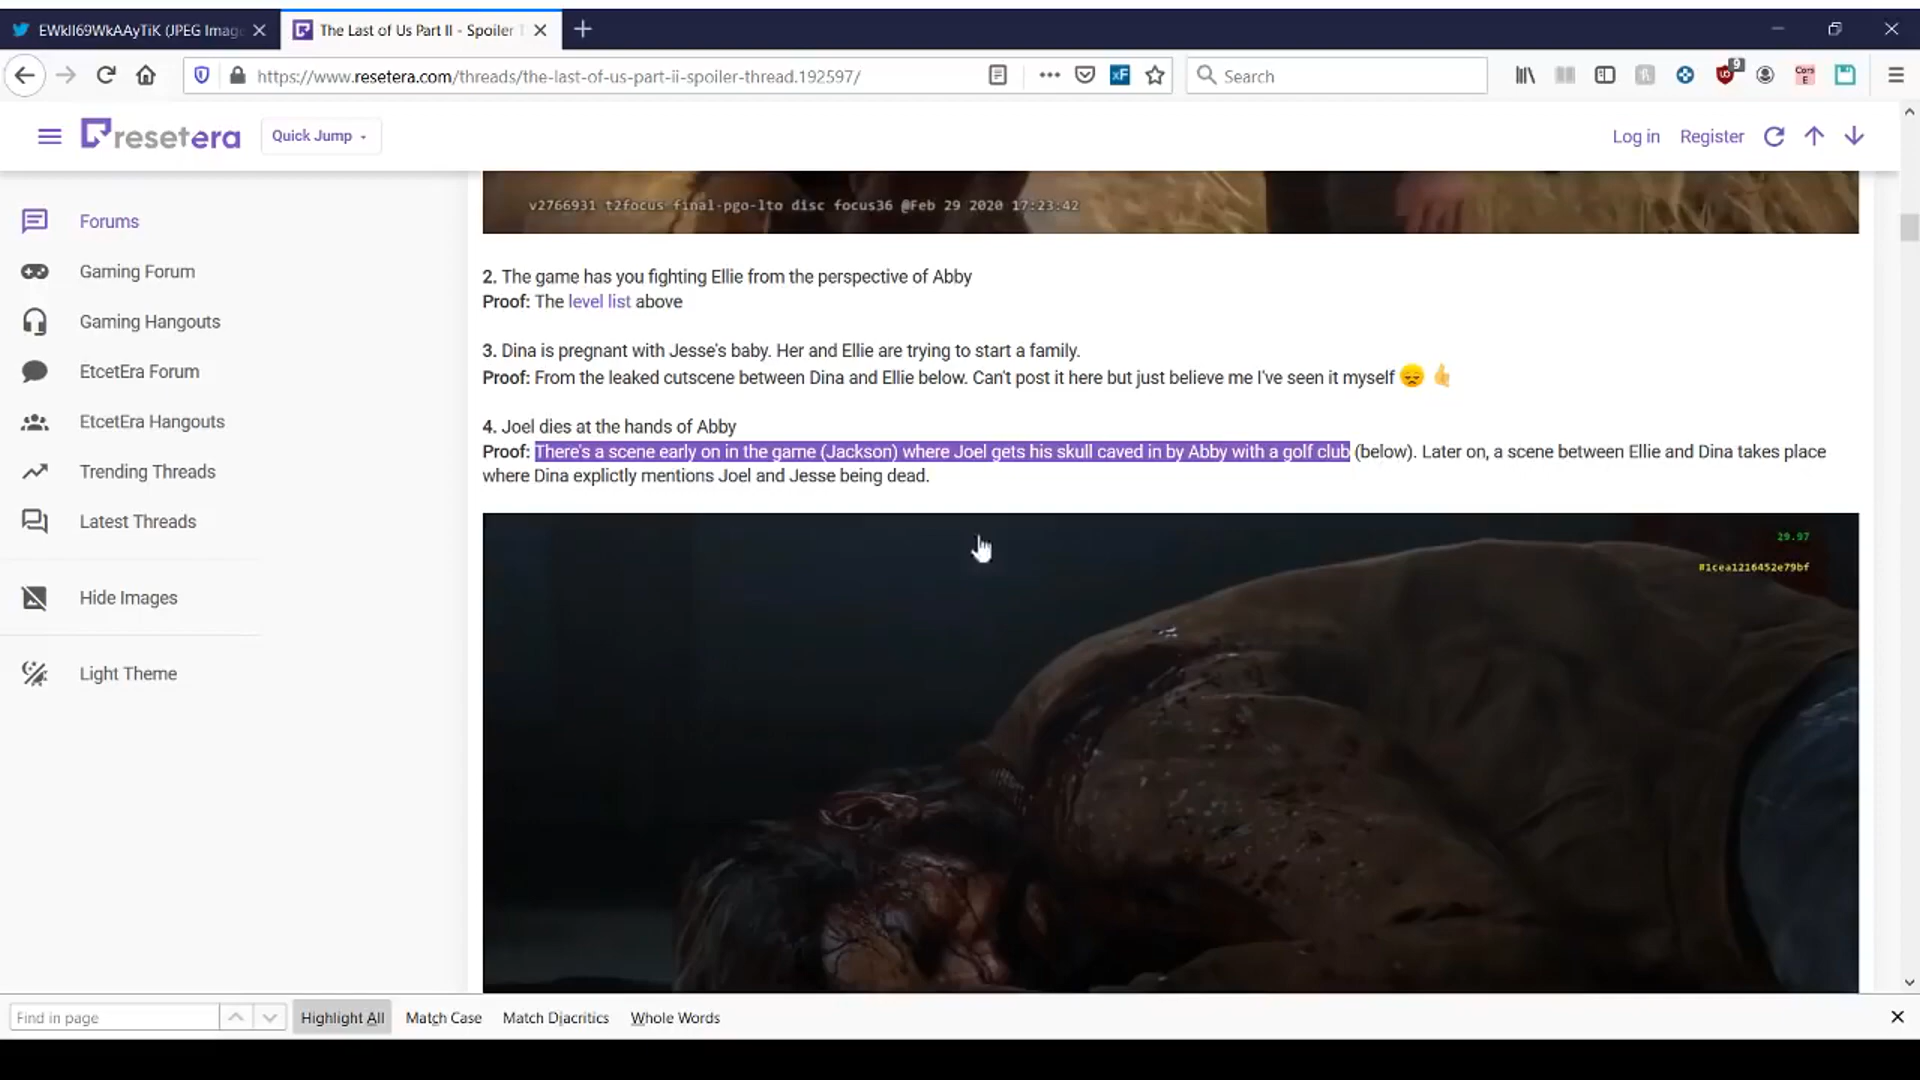 EWkII69WkAAyTiK (JPEG Imag
The Last of Us Part II - Spoiler T
https://www.resetera.com/threads/the-last-of-us-part-ii-spoiler-thread.192597/
Search
9
Cors E
resetera
Quick Jump
Log in
Register
Forums
Gaming Forum
Gaming Hangouts
EtcetEra Forum
EtcetEra Hangouts
Trending Threads
Latest Threads
Hide Images
Light Theme
v2766931 t2focus final-pgo-lto disc focus36 @Feb 29 2020 17:23:42
2. The game has you fighting Ellie from the perspective of Abby
Proof: The level list above
3. Dina is pregnant with Jesse's baby. Her and Ellie are trying to start a family.
Proof: From the leaked cutscene between Dina and Ellie below. Can't post it here but just believe me I've seen it myself
4. Joel dies at the hands of Abby
Proof: There's a scene early on in the game (Jackson) where Joel gets his skull caved in by Abby with a golf club (below). Later on, a scene between Ellie and Dina takes place
where Dina explictly mentions Joel and Jesse being dead.
29.97
#1cea1216452e79bf
Find in page
Highlight All
Match Case
Match Diacritics
Whole Words